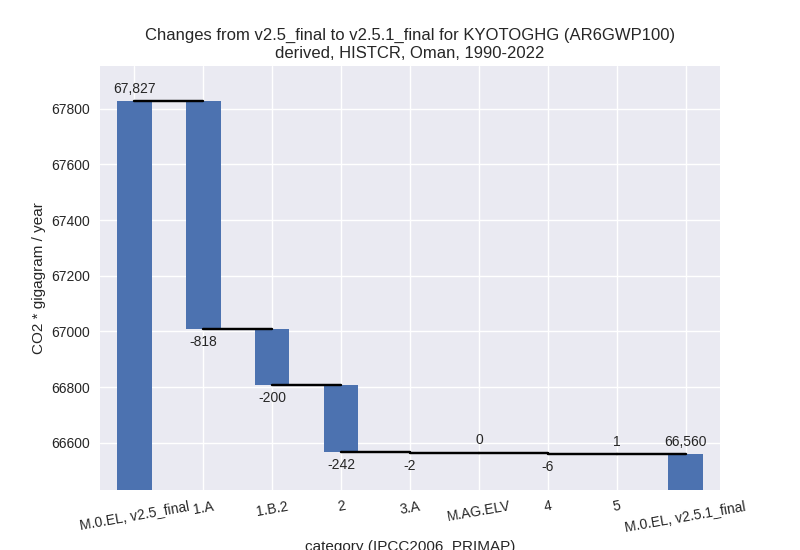 Changes from v2.5_final to v2.5.1_final for KYOTOGHG (AR6GWP100)
derived, HISTCR, Oman, 1990-2022
CO2 * gigagram / year
67800
67600
67400
67200
67000
66800
66600
67,827
-818
-200
-242
-2
0
-6
1
66,560
M.0.EL, v2.5_final
1.A
1.B.2
2
3.A
M.AG.ELV
4
5
M.0.EL, v2.5.1_final
category (IPCC2006_PRIMAP)